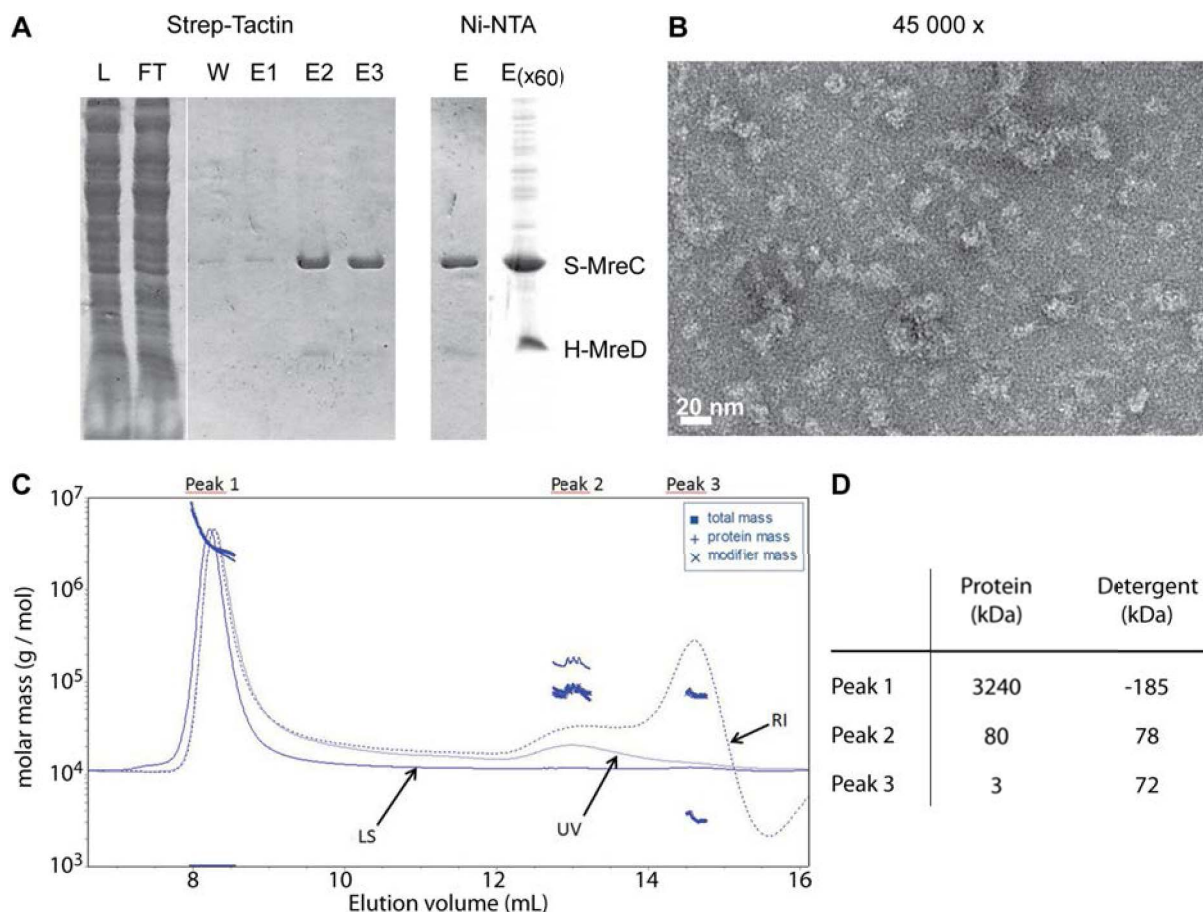 A
Strep-Tactin
Ni-NTA
L FT W E1 E2 E3 E E(x60)
S-MreC
H-MreD
B
45 000 x
20 nm
C
Peak 1 Peak 2 Peak 3
total mass
protein mass
modifier mass
molar mass (g / mol)
10⁷
10⁶
10⁵
10⁴
10³
LS
UV
RI
8 10 12 14 16
Elution volume (mL)
D
Protein (kDa) Detergent (kDa)
Peak 1 3240 -185
Peak 2 80 78
Peak 3 3 72